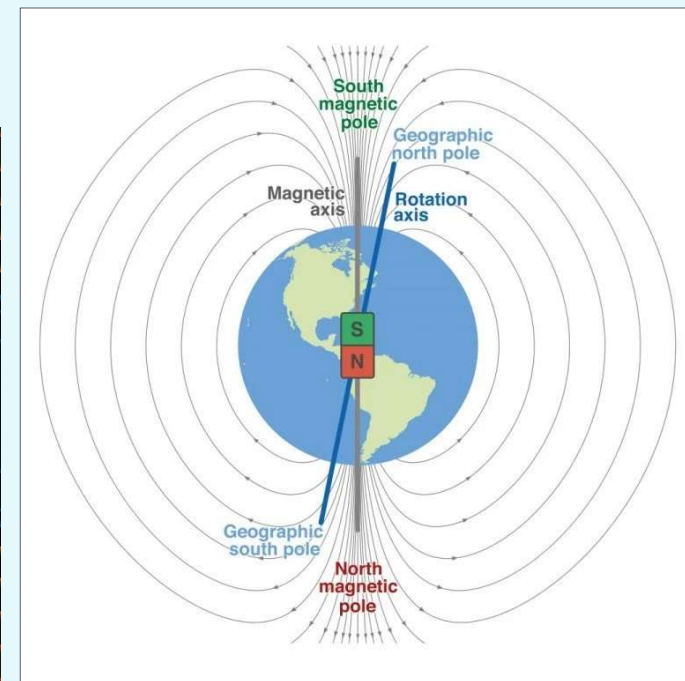 South
magnetic
pole
Geographic
north pole
Magnetic
axis
Rotation
axis
S
N
Geographic
south pole
North
magnetic
pole